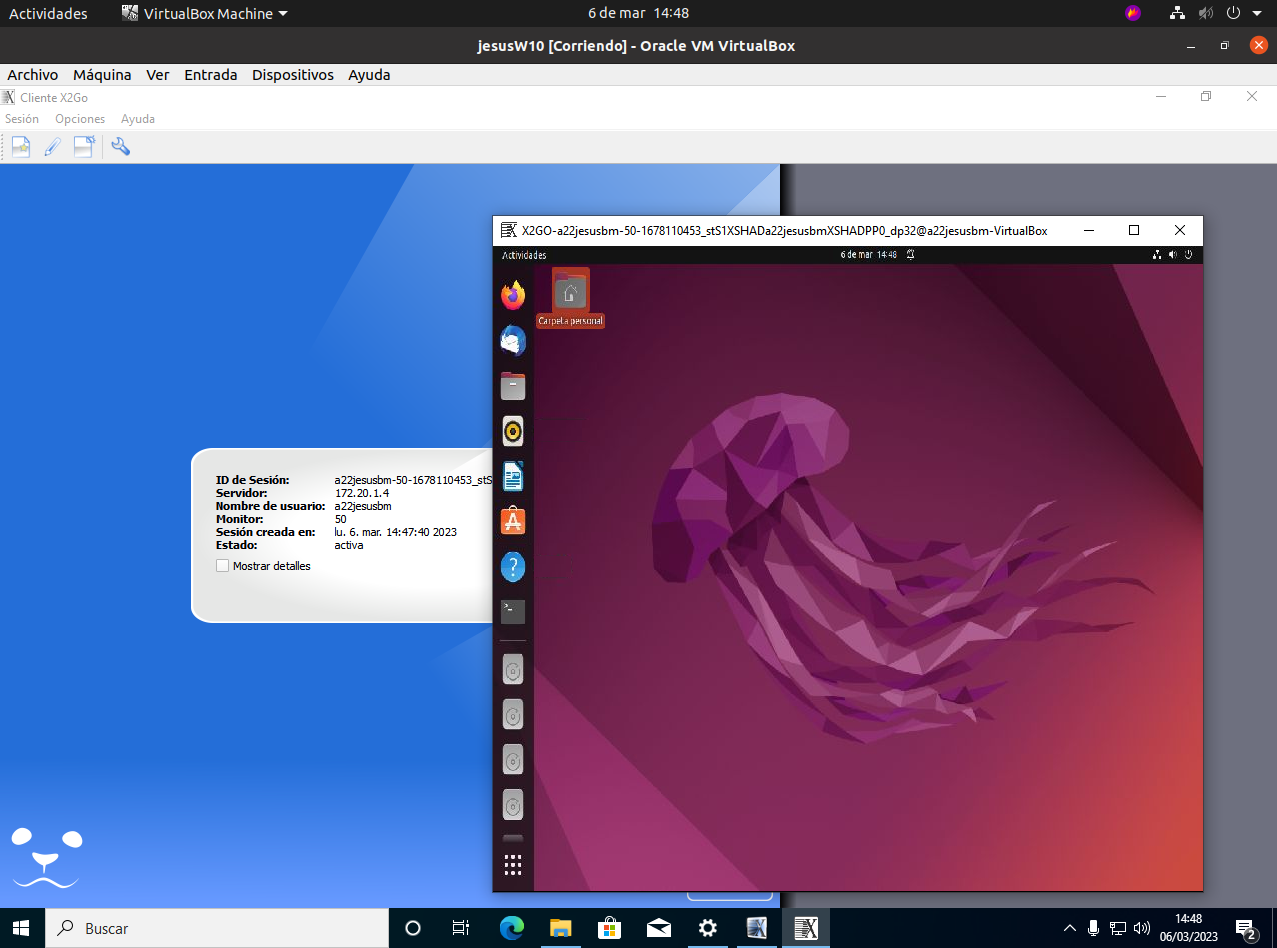 Actividades VirtualBox Machine 6 de mar 14:48
jesusW10 [Corriendo] - Oracle VM VirtualBox
Archivo Máquina Ver Entrada Dispositivos Ayuda
Cliente X2Go
Sesión Opciones Ayuda
X2GO-a22jesusbm-50-1678110453_stS1XSHADa22jesusbmXSHADPP0_dp32@a22jesusbm-VirtualBox
Actividades 6 de mar 14:48
Carpeta personal
ID de Sesión: a22jesusbm-50-1678110453_stS
Servidor: 172.20.1.4
Nombre de usuario: a22jesusbm
Monitor: 50
Sesión creada en: lu. 6. mar. 14:47:40 2023
Estado: activa
Mostrar detalles
Buscar
14:48
06/03/2023
2